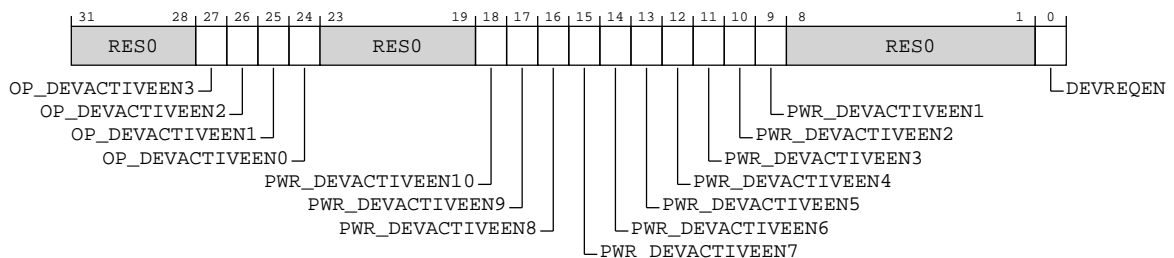 31 28 27 26 25 24 23 19 18 17 16 15 14 13 12 11 10 9 8 1 0
RES0 RES0 RES0
OP_DEVACTIVEEN3 DEVREQEN
OP_DEVACTIVEEN2 PWR_DEVACTIVEEN1
OP_DEVACTIVEEN1 PWR_DEVACTIVEEN2
OP_DEVACTIVEEN0 PWR_DEVACTIVEEN3
PWR_DEVACTIVEEN10 PWR_DEVACTIVEEN4
PWR_DEVACTIVEEN9 PWR_DEVACTIVEEN5
PWR_DEVACTIVEEN8 PWR_DEVACTIVEEN6
PWR_DEVACTIVEEN7